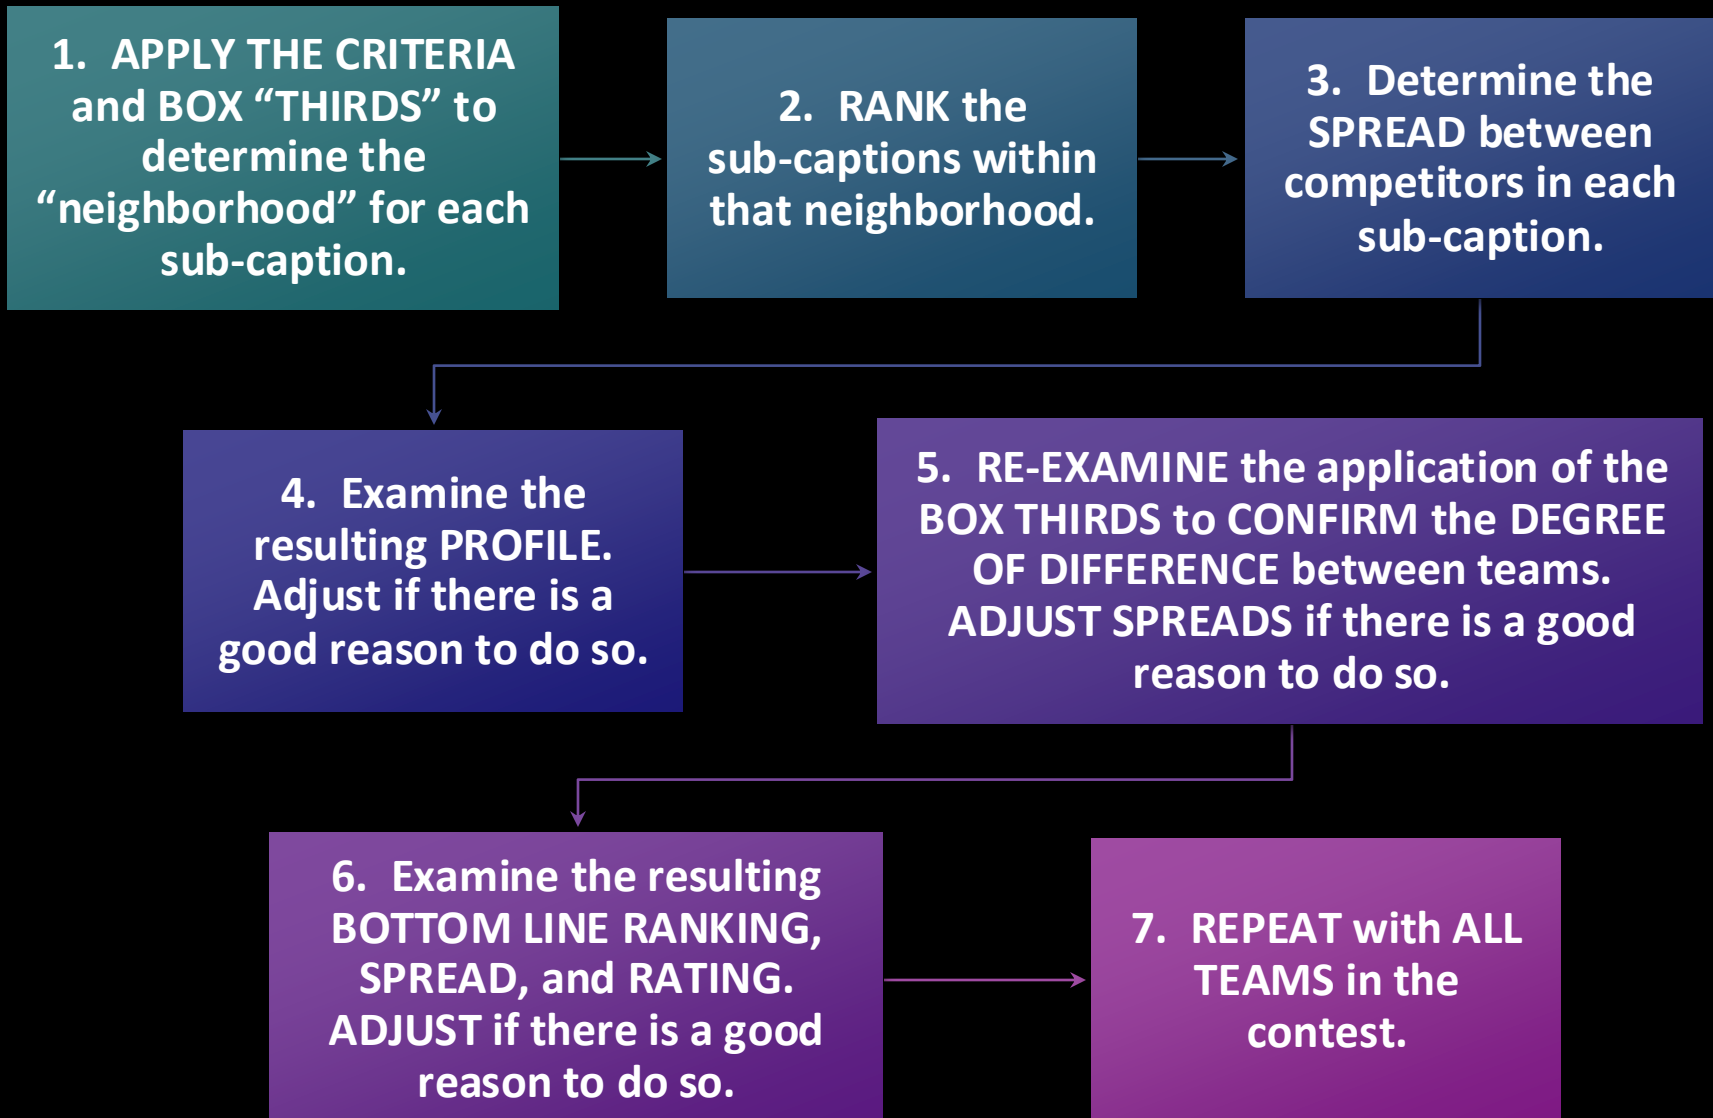 1. APPLY THE CRITERIA
and BOX “THIRDS” to
determine the
“neighborhood” for each
sub-caption.
2. RANK the
sub-captions within
that neighborhood.
3. Determine the
SPREAD between
competitors in each
sub-caption.
4. Examine the
resulting PROFILE.
Adjust if there is a
good reason to do so.
5. RE-EXAMINE the application of the
BOX THIRDS to CONFIRM the DEGREE
OF DIFFERENCE between teams.
ADJUST SPREADS if there is a good
reason to do so.
6. Examine the resulting
BOTTOM LINE RANKING,
SPREAD, and RATING.
ADJUST if there is a good
reason to do so.
7. REPEAT with ALL
TEAMS in the
contest.